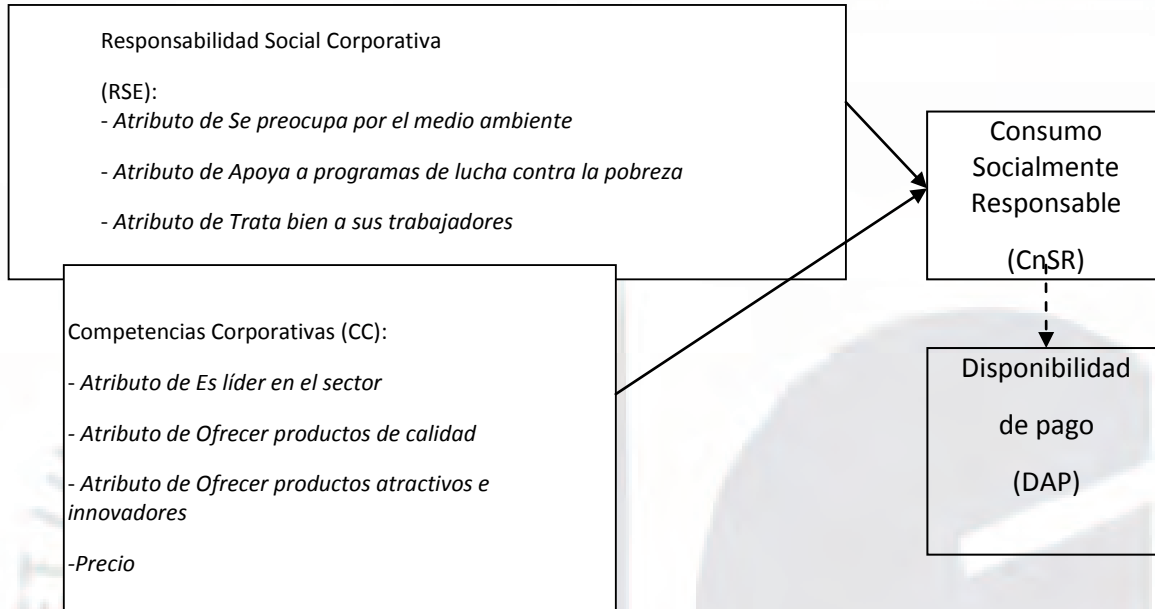 Responsabilidad Social Corporativa
(RSE):
- Atributo de Se preocupa por el medio ambiente
- Atributo de Apoya a programas de lucha contra la pobreza
- Atributo de Trata bien a sus trabajadores
Competencias Corporativas (CC):
- Atributo de Es líder en el sector
- Atributo de Ofrecer productos de calidad
- Atributo de Ofrecer productos atractivos e
innovadores
-Precio
Consumo
Socialmente
Responsable
(CnSR)
Disponibilidad
de pago
(DAP)